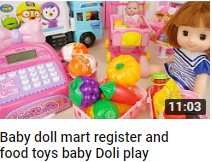 11:03
Baby doll mart register and
food toys baby Doli play